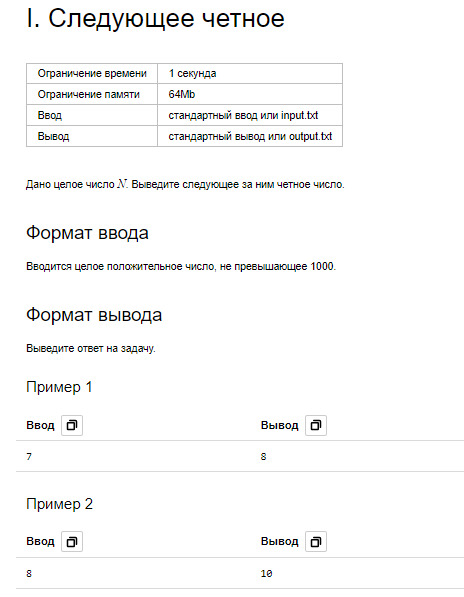 I. Следующее четное
Ограничение времени 1 секунда
Ограничение памяти 64Mb
Ввод стандартный ввод или input.txt
Вывод стандартный вывод или output.txt
Дано целое число N. Выведите следующее за ним четное число.
Формат ввода
Вводится целое положительное число, не превышающее 1000.
Формат вывода
Выведите ответ на задачу.
Пример 1
Ввод Вывод
7 8
Пример 2
Ввод Вывод
8 10